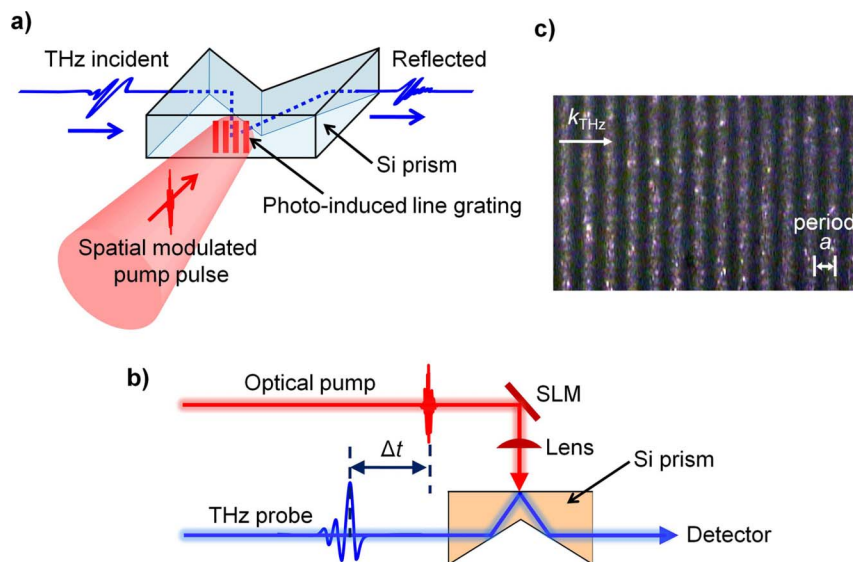 a)
THz incident
Reflected
Si prism
Photo-induced line grating
Spatial modulated
pump pulse
c)
kTHz
period
a
b)
Optical pump
SLM
Δt
Lens
Si prism
THz probe
Detector